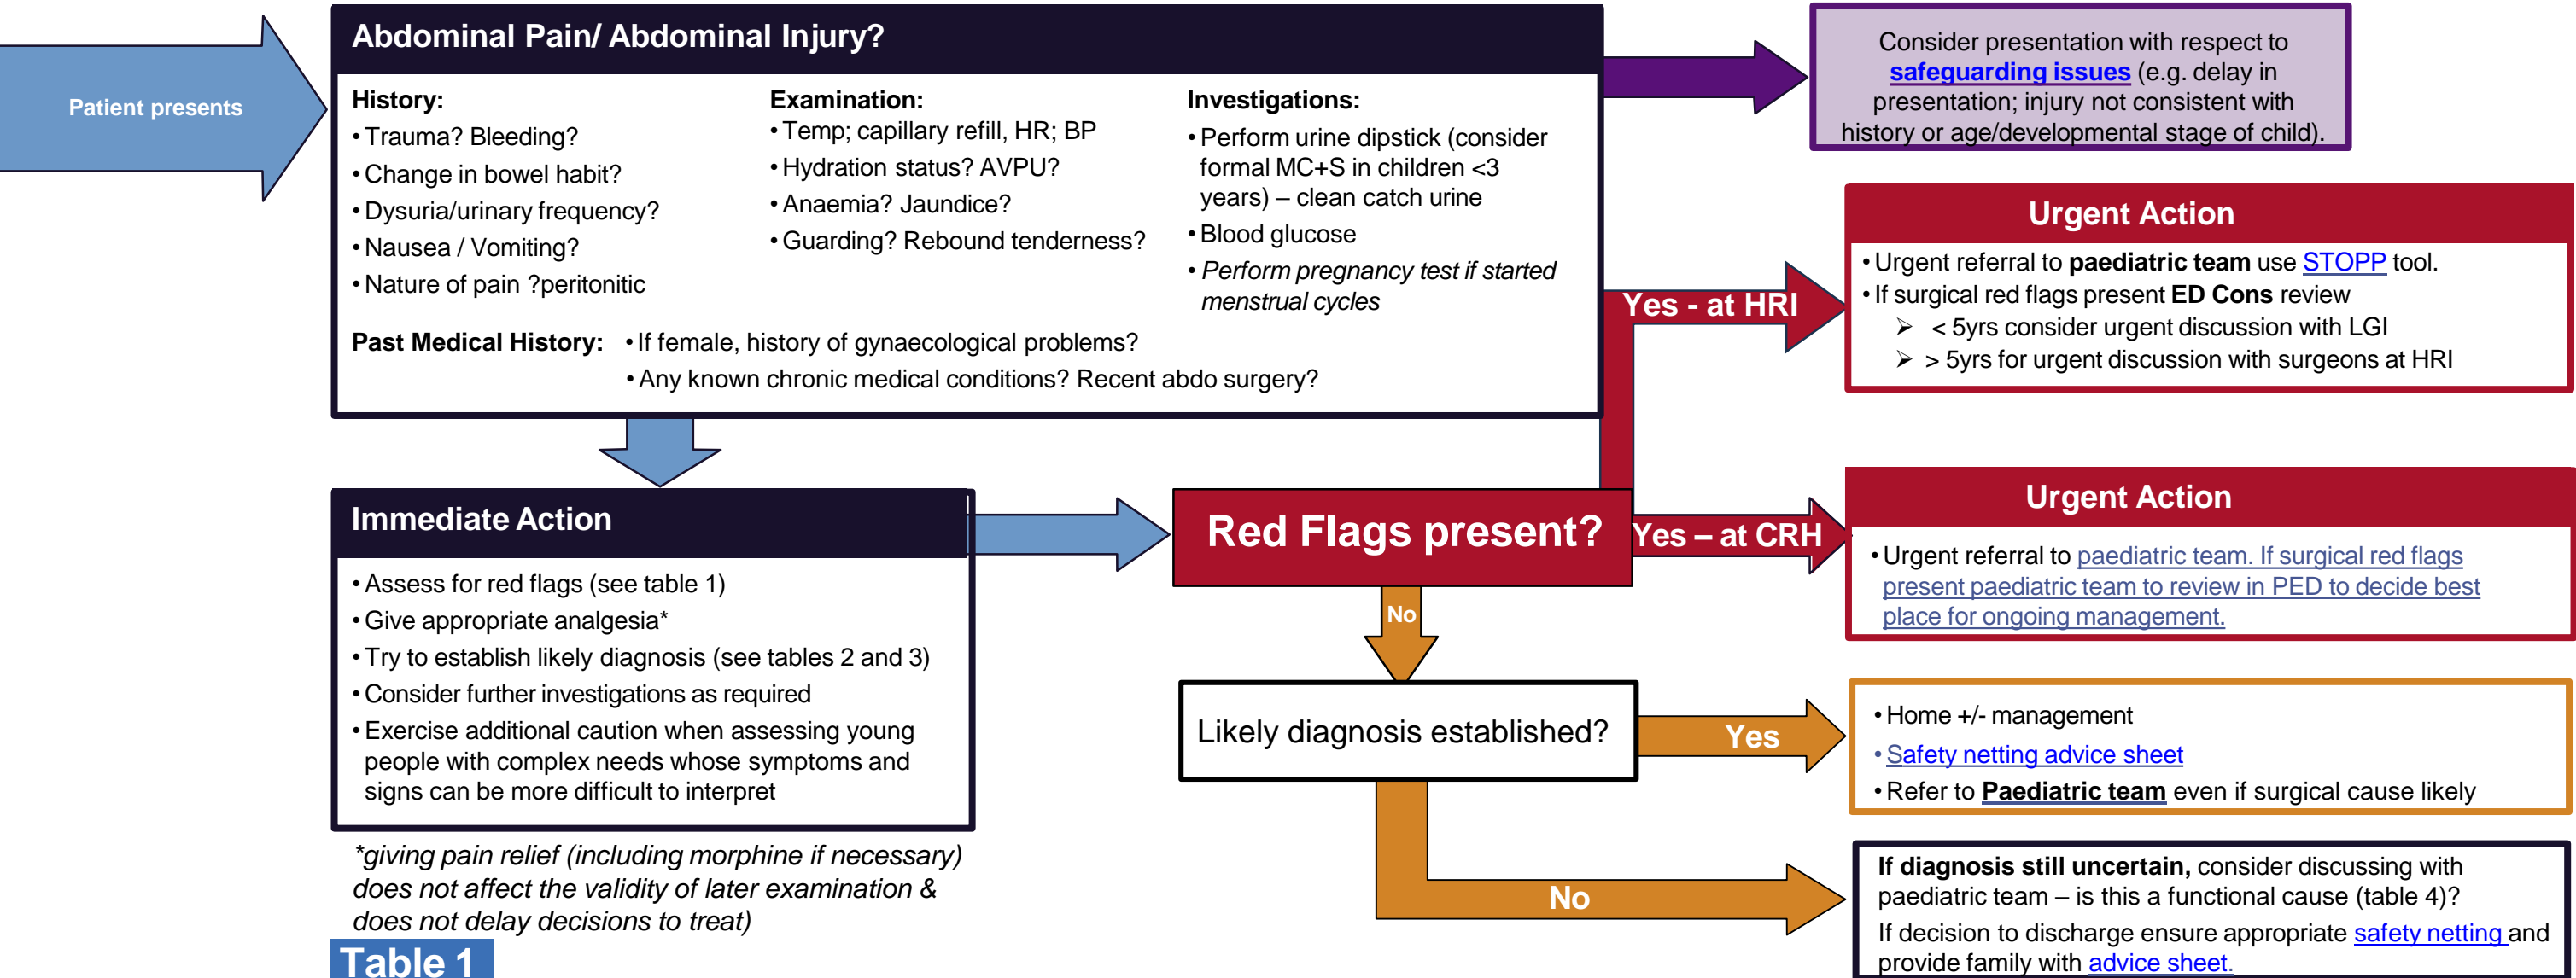 Patient presents
Abdominal Pain/ Abdominal Injury?
History:
• Trauma? Bleeding?
• Change in bowel habit?
• Dysuria/urinary frequency?
• Nausea / Vomiting?
• Nature of pain ?peritonitic
Examination:
• Temp; capillary refill, HR; BP
• Hydration status? AVPU?
• Anaemia? Jaundice?
• Guarding? Rebound tenderness?
Investigations:
• Perform urine dipstick (consider
formal MC+S in children <3
years) – clean catch urine
• Blood glucose
• Perform pregnancy test if started
menstrual cycles
Past Medical History: • If female, history of gynaecological problems?
• Any known chronic medical conditions? Recent abdo surgery?
Consider presentation with respect to
safeguarding issues (e.g. delay in
presentation; injury not consistent with
history or age/developmental stage of child).
Yes - at HRI
Urgent Action
• Urgent referral to paediatric team use STOPP tool.
• If surgical red flags present ED Cons review
➢ < 5yrs consider urgent discussion with LGI
➢ > 5yrs for urgent discussion with surgeons at HRI
Immediate Action
• Assess for red flags (see table 1)
• Give appropriate analgesia*
• Try to establish likely diagnosis (see tables 2 and 3)
• Consider further investigations as required
• Exercise additional caution when assessing young
people with complex needs whose symptoms and
signs can be more difficult to interpret
*giving pain relief (including morphine if necessary)
does not affect the validity of later examination &
does not delay decisions to treat)
Table 1
Red Flags present?
Yes – at CRH
Urgent Action
• Urgent referral to paediatric team. If surgical red flags
present paediatric team to review in PED to decide best
place for ongoing management.
No
Likely diagnosis established?
Yes
• Home +/- management
• Safety netting advice sheet
• Refer to Paediatric team even if surgical cause likely
No
If diagnosis still uncertain, consider discussing with
paediatric team – is this a functional cause (table 4)?
If decision to discharge ensure appropriate safety netting and
provide family with advice sheet.